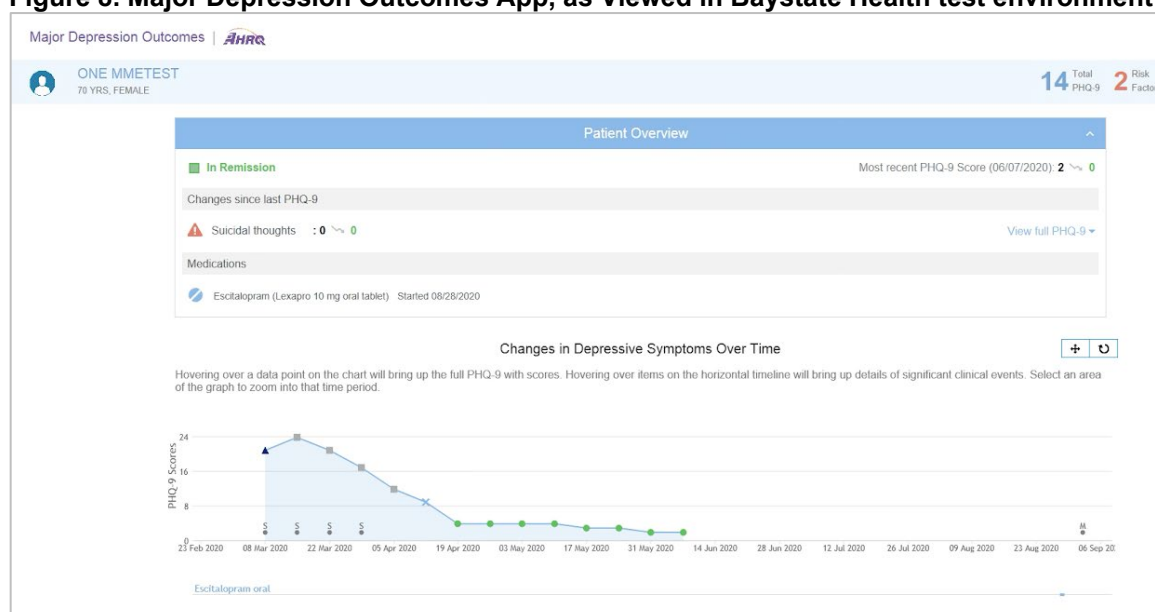 Figure 8. Major Depression Outcomes App, as Viewed in Baystate Health test environment
Major Depression Outcomes | AHRQ
ONE MMETEST
70 YRS, FEMALE
14 Total PHQ-9 2 Risk Facto
Patient Overview
In Remission
Most recent PHQ-9 Score (06/07/2020): 2 0
Changes since last PHQ-9
Suicidal thoughts : 0 0
View full PHQ-9
Medications
Escitalopram (Lexapro 10 mg oral tablet) Started 08/28/2020
Changes in Depressive Symptoms Over Time
Hovering over a data point on the chart will bring up the full PHQ-9 with scores. Hovering over items on the horizontal timeline will bring up details of significant clinical events. Select an area
of the graph to zoom into that time period.
PHQ-9 Scores
24
16
8
0
S S S S M
23 Feb 2020 08 Mar 2020 22 Mar 2020 05 Apr 2020 19 Apr 2020 03 May 2020 17 May 2020 31 May 2020 14 Jun 2020 28 Jun 2020 12 Jul 2020 26 Jul 2020 09 Aug 2020 23 Aug 2020 06 Sep 20
Escitalopram oral